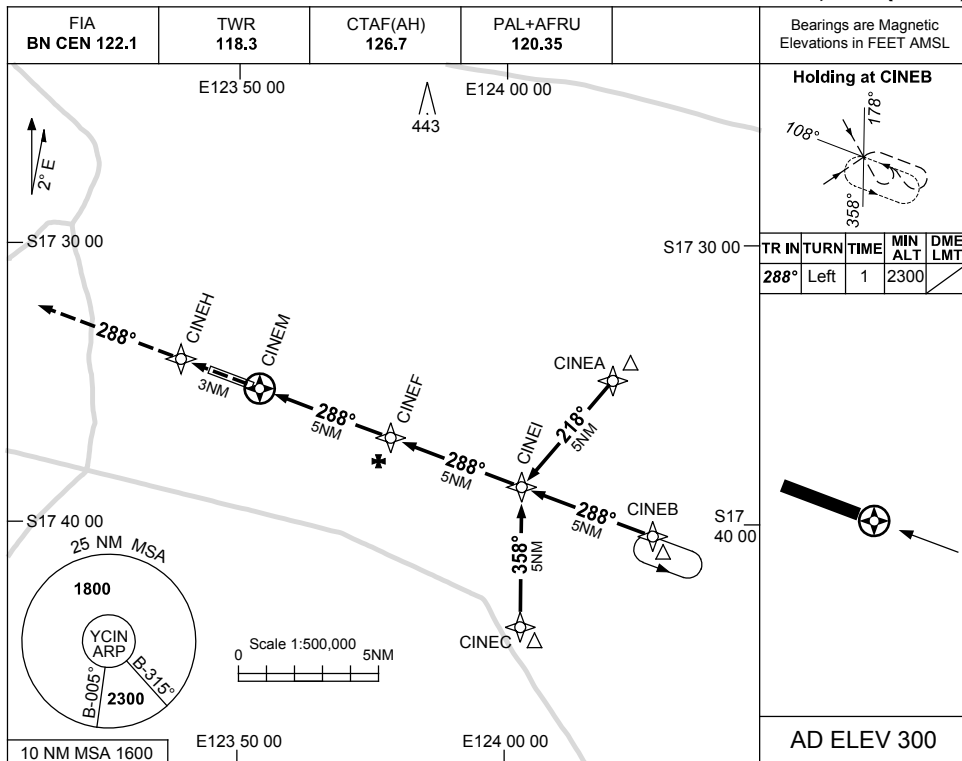 FIA
BN CEN 122.1
TWR
118.3
CTAF(AH)
126.7
PAL+AFRU
120.35
Bearings are Magnetic
Elevations in FEET AMSL
E123 50 00
E124 00 00
443
2° E
Holding at CINEB
108°
178°
358°
S17 30 00
S17 30 00
TR IN
TURN
TIME
MIN
ALT
DME
LMT
288°
Left
1
2300
288°
CINEH
CINEM
3NM
288°
5NM
CINEF
CINEA
218°
5NM
CINEI
288°
5NM
288°
5NM
CINEB
S17 40 00
S17
40 00
358°
5NM
CINEC
25 NM MSA
1800
YCIN
ARP
B-005°
B-315°
2300
Scale 1:500,000
0
5NM
10 NM MSA 1600
E123 50 00
E124 00 00
AD ELEV 300